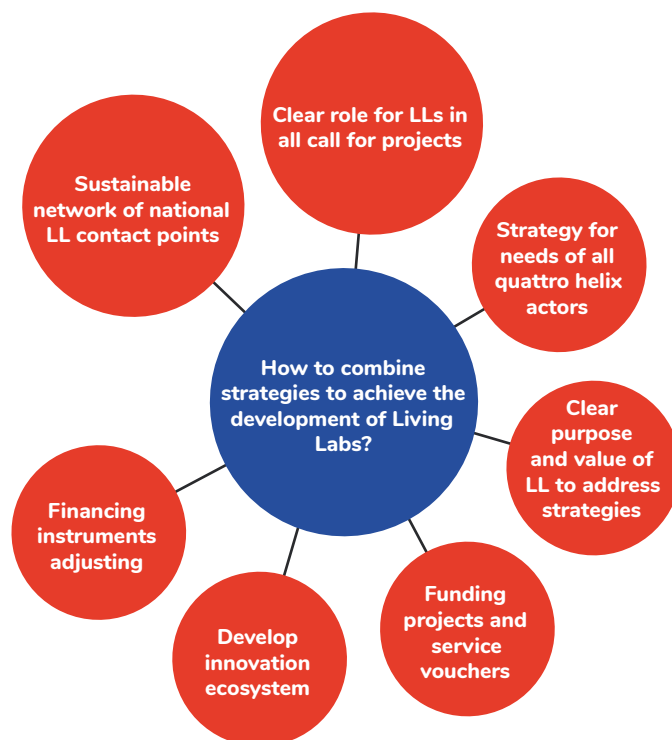 Clear role for LLs in
all call for projects
Sustainable
network of national
LL contact points
Strategy for
needs of all
quattro helix
actors
How to combine
strategies to achieve the
development of Living
Labs?
Clear
purpose
and value of
LL to address
strategies
Financing
instruments
adjusting
Funding
projects and
service
vouchers
Develop
innovation
ecosystem